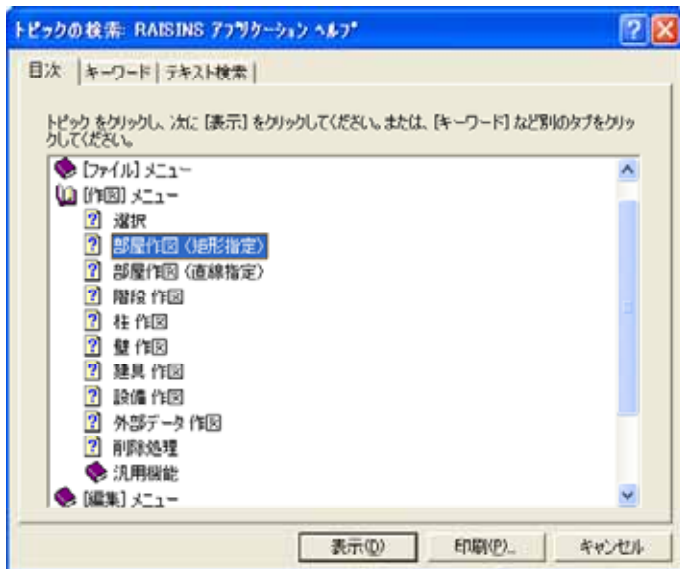 トピックの検索: RAISINS アプリケーション ヘルプ
目次
キーワード
テキスト検索
トピック をクリックし、次に [表示] をクリックしてください。または、[キーワード] など別のタブをクリッ
クしてください。
[ファイル] メニュー
[作図] メニュー
選択
部屋作図〈矩形指定〉
部屋作図〈直線指定〉
階段 作図
柱 作図
壁 作図
建具 作図
設備 作図
外部データ 作図
削除処理
汎用機能
[編集] メニュー
表示(D)
印刷(P)...
キャンセル